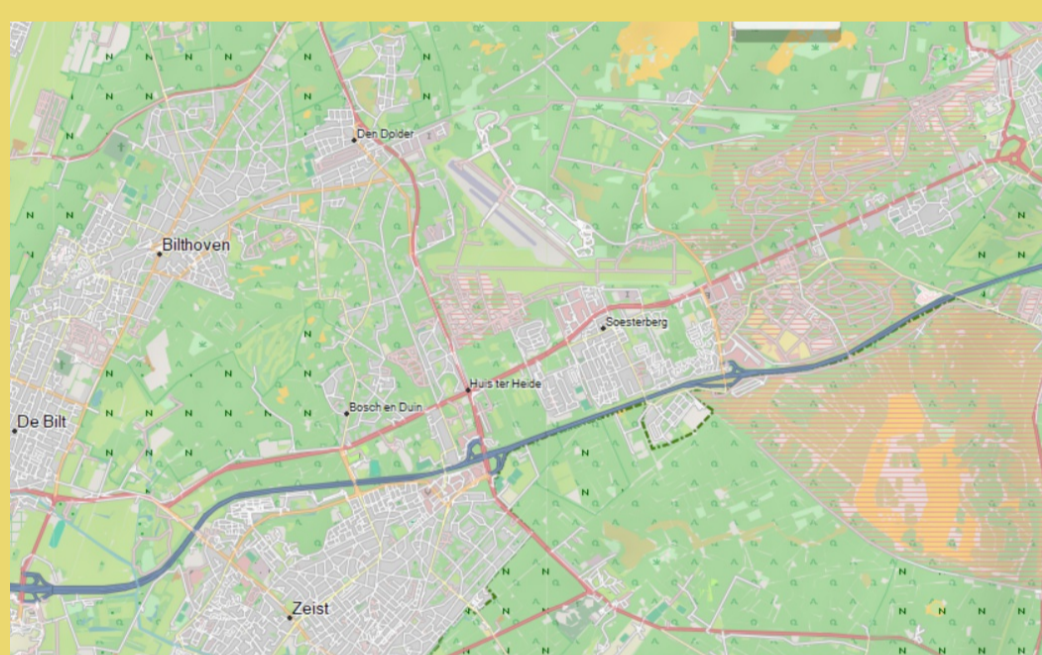 Den Dolder
Bilthoven
Soesterberg
Huis ter Heide
Bosch en Duin
De Bilt
Zeist